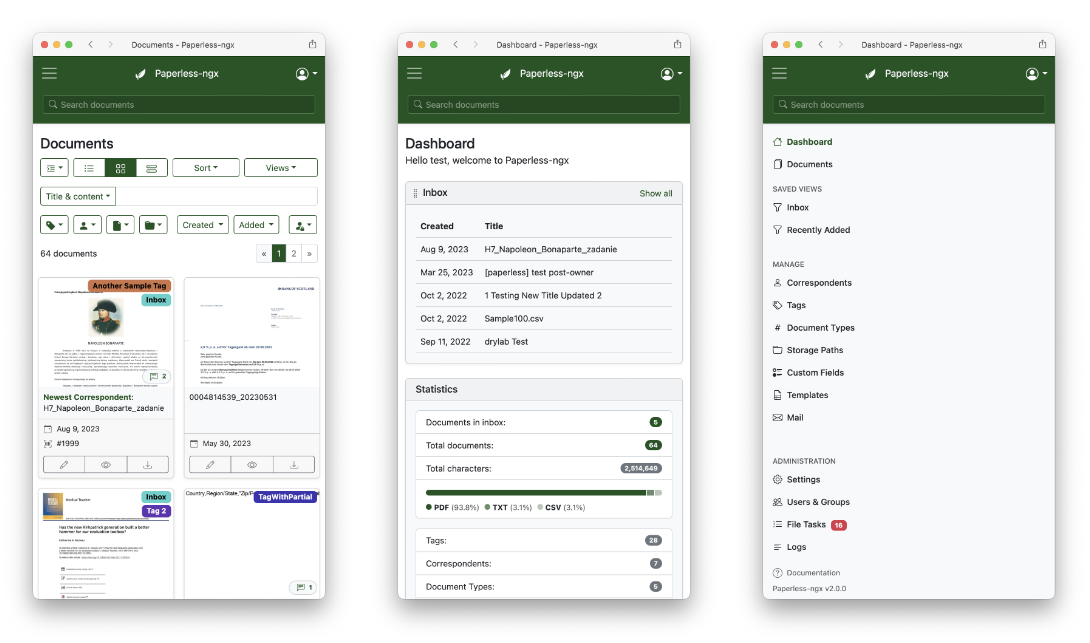 Documents - Paperless-ngx
Paperless-ngx
Search documents
Documents
Sort
Views
Title & content
Created
Added
64 documents
« 1 2 »
Another Sample Tag
Inbox
NAPOLEON BONAPARTE
2
Newest Correspondent:
H7_Napoleon_Bonaparte_zadanie
Aug 9, 2023
#1999
0004814539_20230531
May 30, 2023
Inbox
Tag 2
Medical Teacher
Has the new Kirkpatrick generation built a better
hammer for our evaluation toolbox?
Country,Region/State,"Zip/P
TagWithPartial
1
Dashboard - Paperless-ngx
Paperless-ngx
Search documents
Dashboard
Hello test, welcome to Paperless-ngx
Inbox
Show all
Created Title
Aug 9, 2023 H7_Napoleon_Bonaparte_zadanie
Mar 25, 2023 [paperless] test post-owner
Oct 2, 2022 1 Testing New Title Updated 2
Oct 2, 2022 Sample100.csv
Sep 11, 2022 drylab Test
Statistics
Documents in inbox: 5
Total documents: 64
Total characters: 2,514,649
PDF (93.8%) TXT (3.1%) CSV (3.1%)
Tags: 28
Correspondents: 7
Document Types: 5
Dashboard - Paperless-ngx
Paperless-ngx
Search documents
Dashboard
Documents
SAVED VIEWS
Inbox
Recently Added
MANAGE
Correspondents
Tags
# Document Types
Storage Paths
Custom Fields
Templates
Mail
ADMINISTRATION
Settings
Users & Groups
File Tasks 16
Logs
Documentation
Paperless-ngx v2.0.0